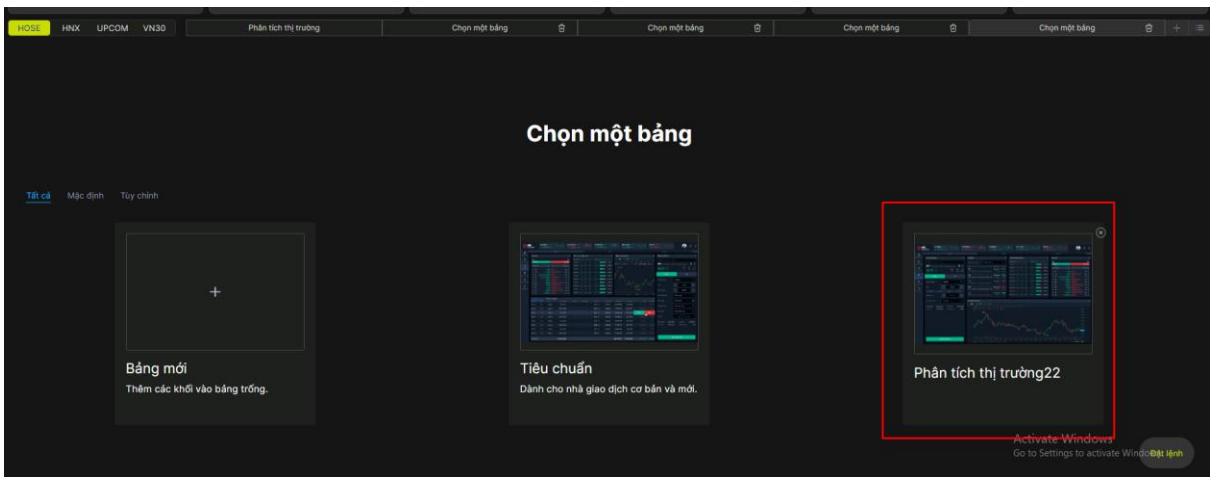 HOSE HNX UPCOM VN30 Phân tích thị trường Chọn một bảng Chọn một bảng Chọn một bảng Chọn một bảng
Chọn một bảng
Tất cả Mặc định Tùy chỉnh
Bảng mới
Thêm các khối vào bảng trống.
Tiêu chuẩn
Dành cho nhà giao dịch cơ bản và mới.
Phân tích thị trường22
Activate Windows
Go to Settings to activate Windo
Đặt lệnh